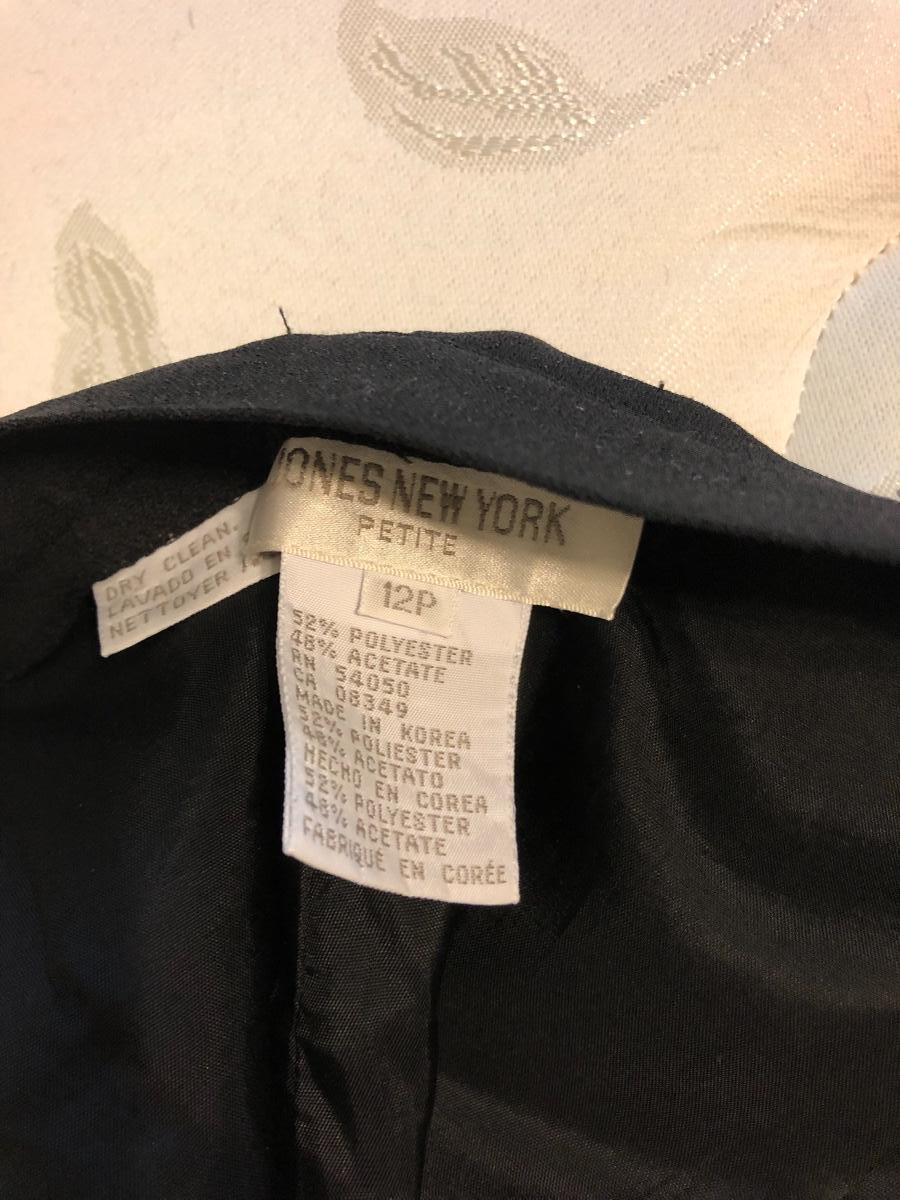 JONES NEW YORK
PETITE
12P
52% POLYESTER
48% ACETATE
RN 54050
CA 08349
MADE IN KOREA
52% POLIESTER
48% ACETATO
HECHO EN COREA
52% POLYESTER
48% ACETATE
FABRIQUÉ EN CORÉE
DRY CLEAN.
LAVADO EN
NETTOYER